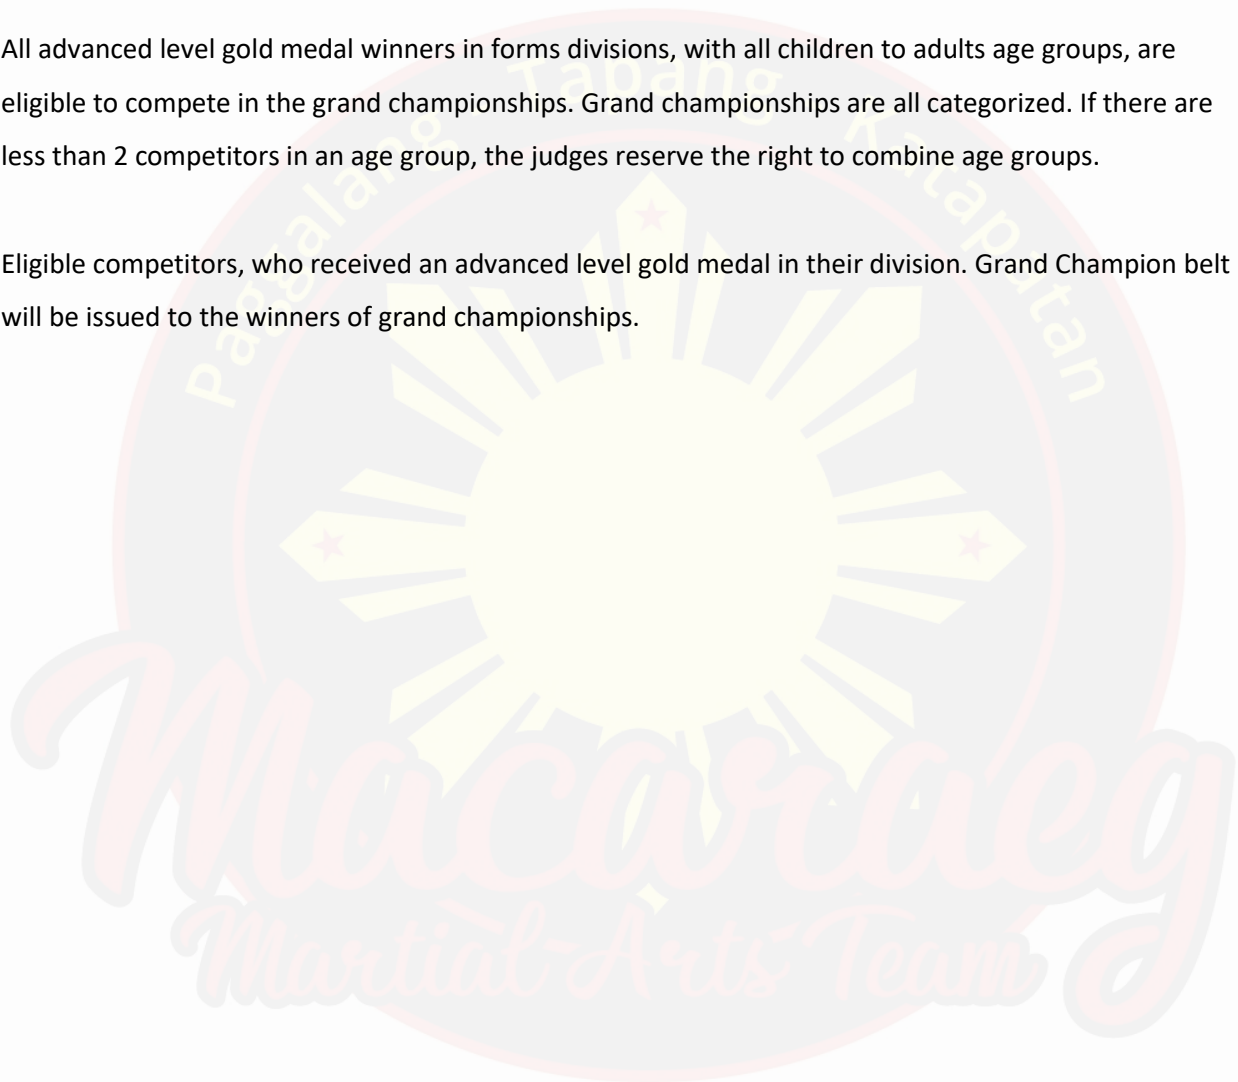 All advanced level gold medal winners in forms divisions, with all children to adults age groups, are
eligible to compete in the grand championships. Grand championships are all categorized. If there are
less than 2 competitors in an age group, the judges reserve the right to combine age groups.
Eligible competitors, who received an advanced level gold medal in their division. Grand Champion belt
will be issued to the winners of grand championships.
Paggalang - Tapang - Katapatan
Macaraeg
Martial Arts Team